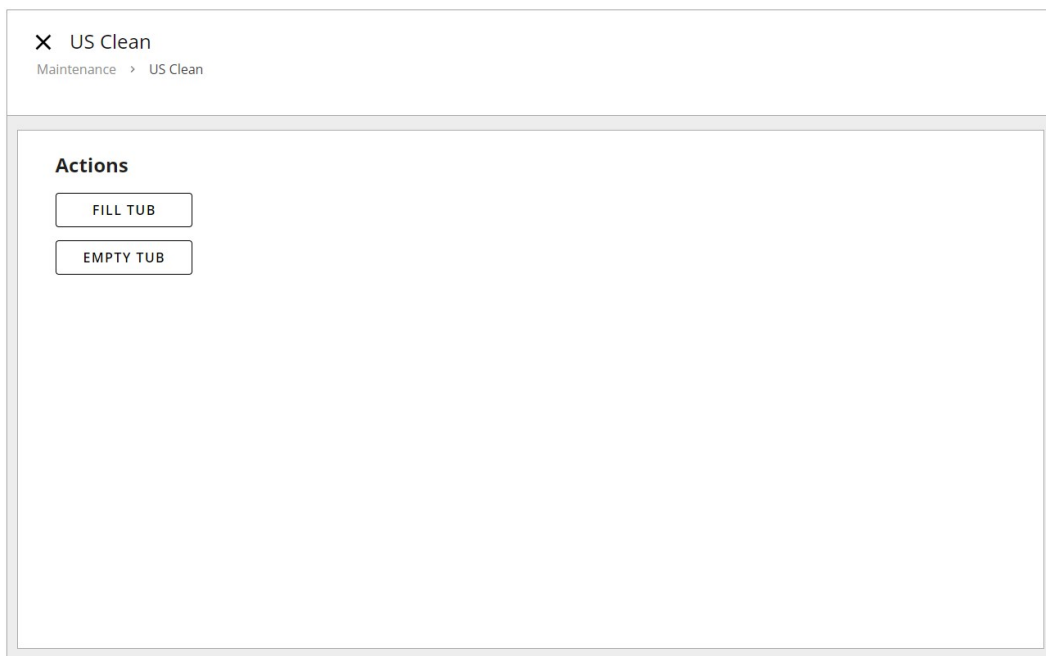 US Clean
Maintenance > US Clean
Actions
FILL TUB
EMPTY TUB